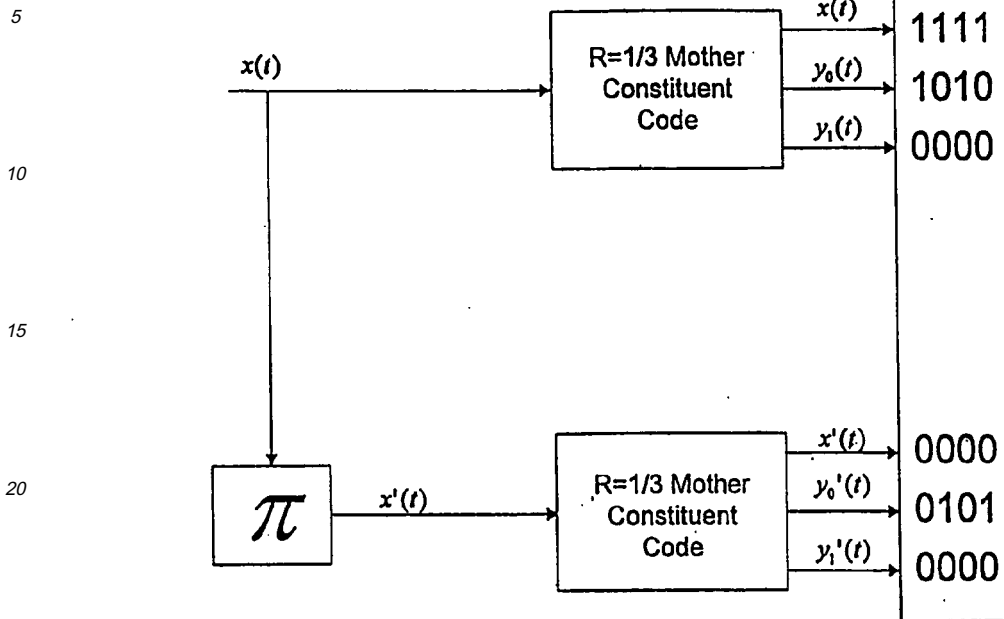 5
x(t)
1111
x(t)
R=1/3 Mother
Constituent
Code
y₀(t)
1010
y₁(t)
0000
10
15
x'(t)
0000
20
π
x'(t)
R=1/3 Mother
Constituent
Code
y₀'(t)
0101
y₁'(t)
0000